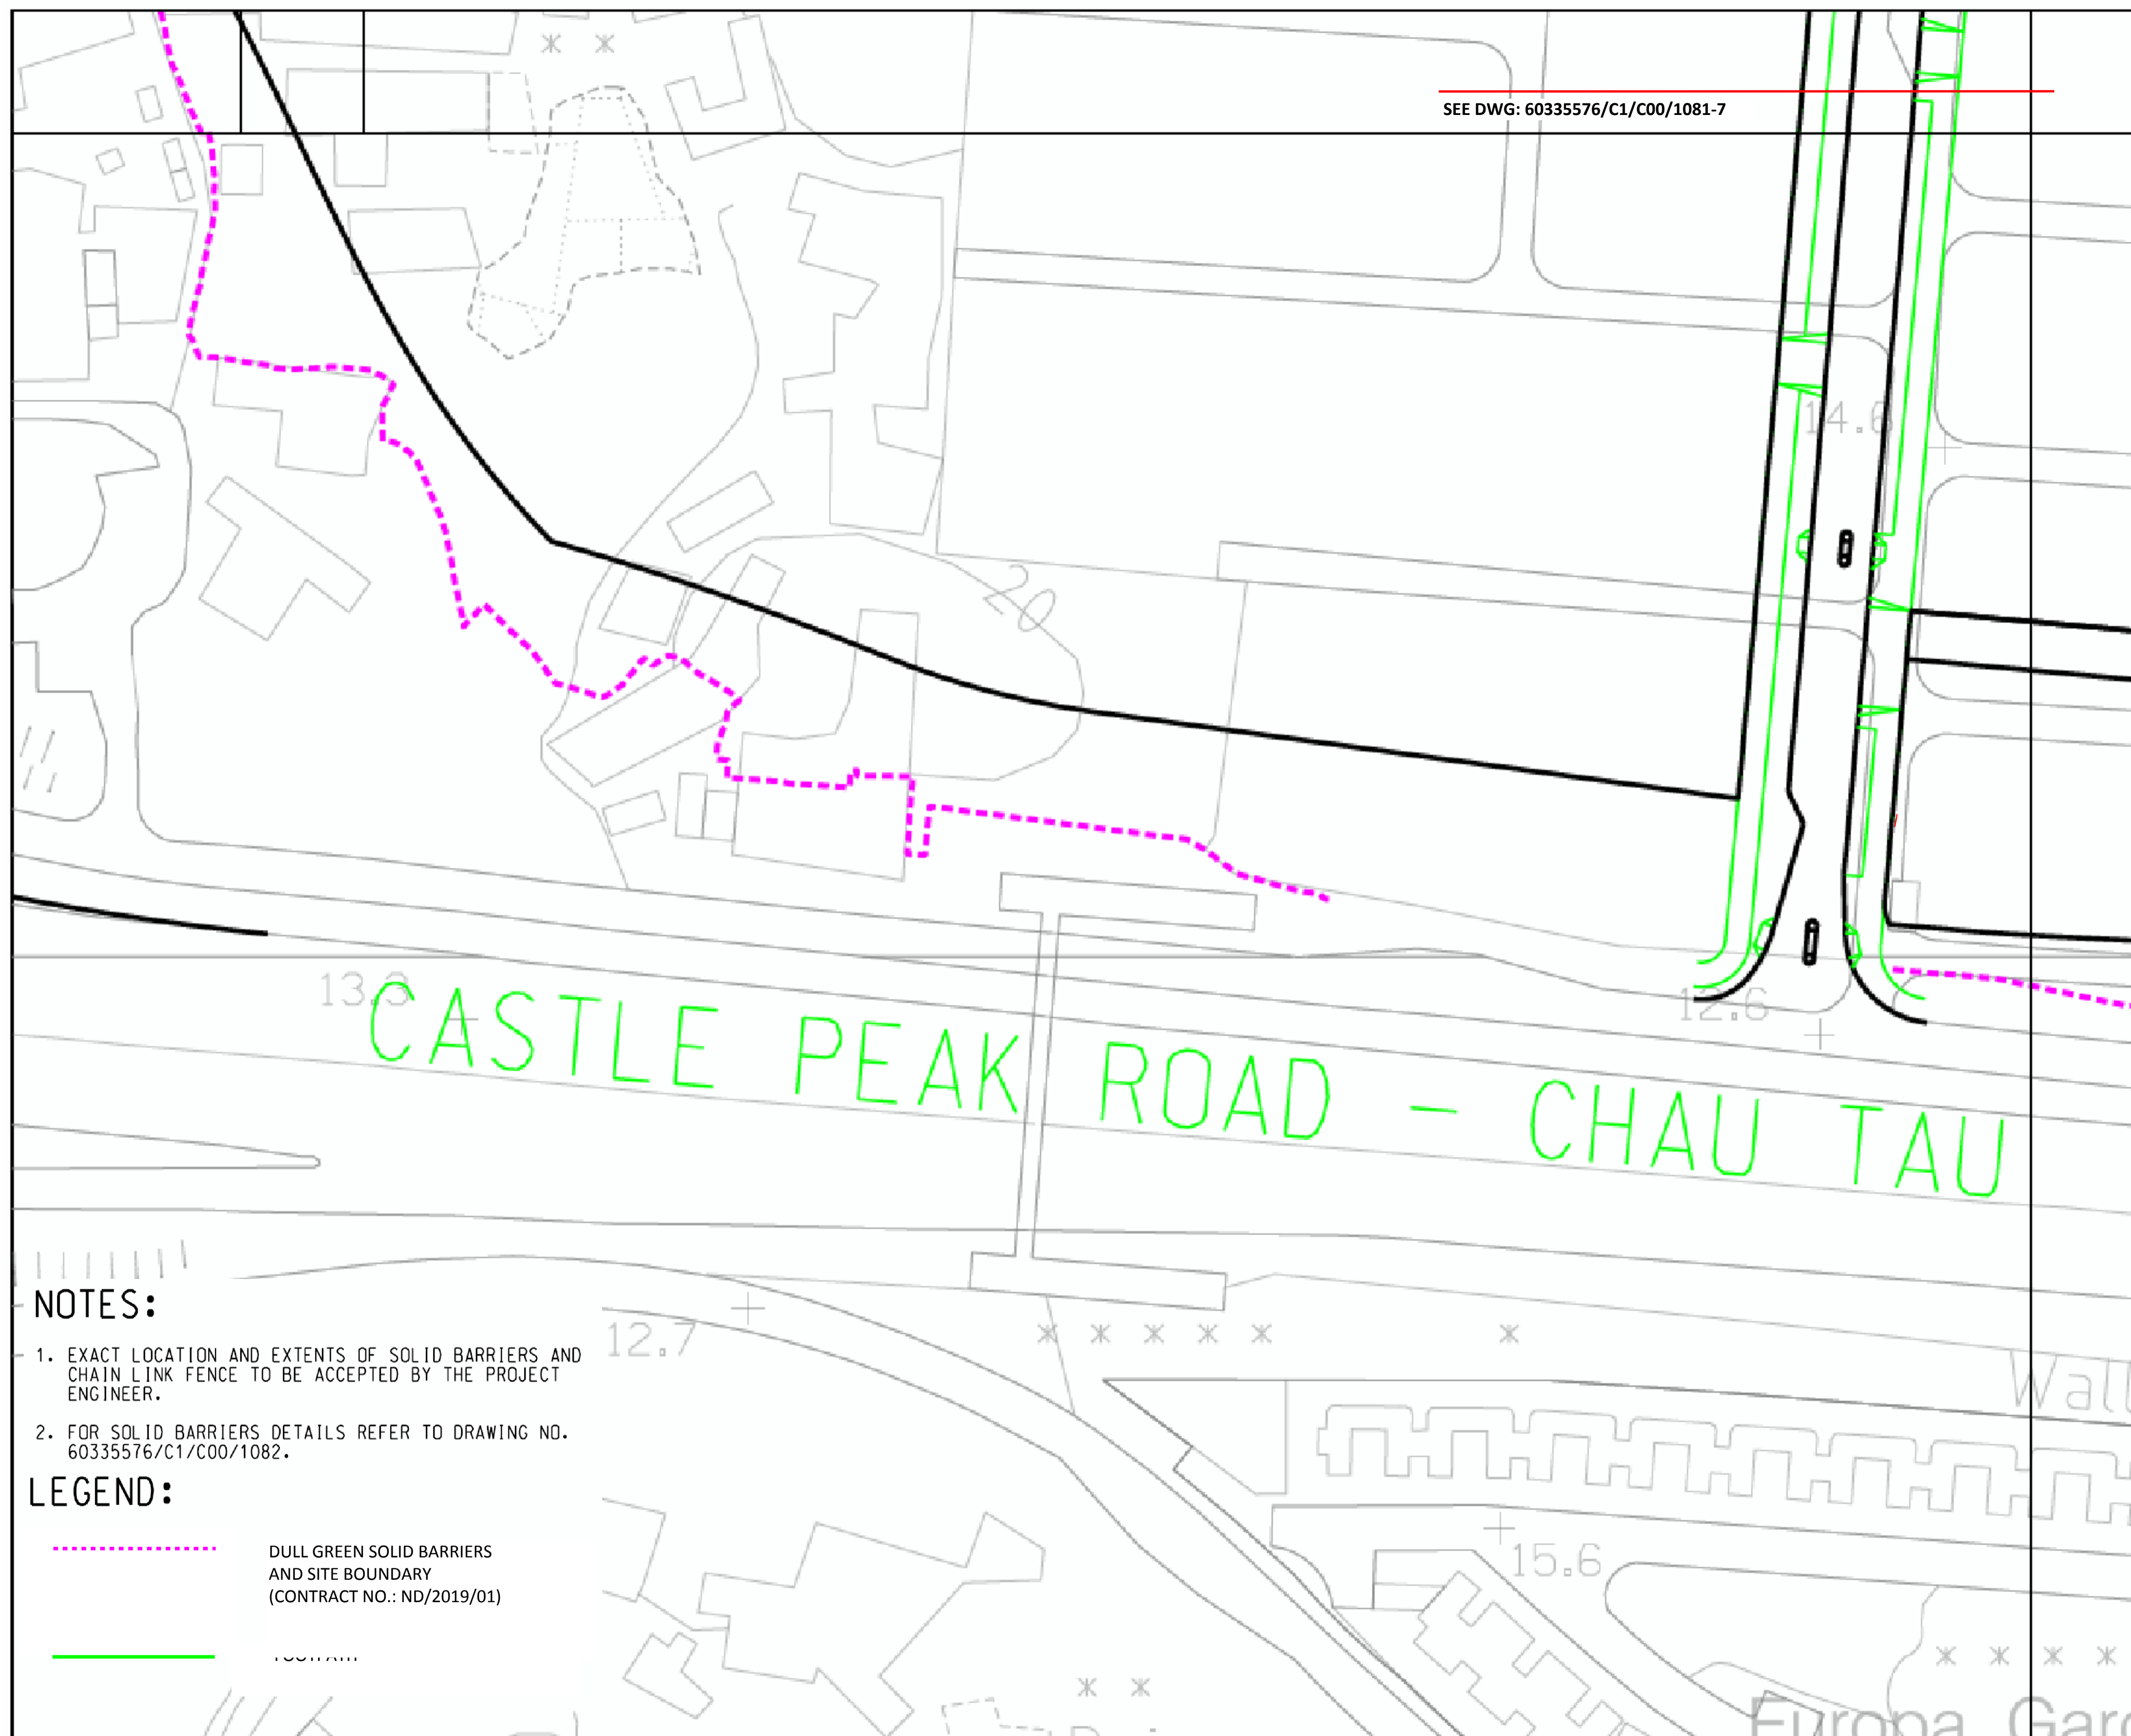 SEE DWG: 60335576/C1/C00/1081-7
14.6
20
13.3
12.6
CASTLE PEAK ROAD - CHAU TAU
NOTES:
1. EXACT LOCATION AND EXTENTS OF SOLID BARRIERS AND
CHAIN LINK FENCE TO BE ACCEPTED BY THE PROJECT
ENGINEER.
2. FOR SOLID BARRIERS DETAILS REFER TO DRAWING NO.
60335576/C1/C00/1082.
12.7
Wall
LEGEND:
DULL GREEN SOLID BARRIERS
AND SITE BOUNDARY
(CONTRACT NO.: ND/2019/01)
15.6
Europa Gard